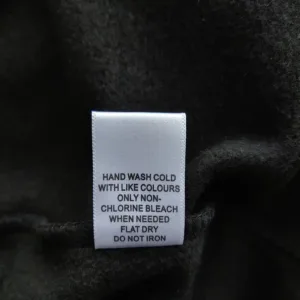 HAND WASH COLD
WITH LIKE COLOURS
ONLY NON-
CHLORINE BLEACH
WHEN NEEDED
FLAT DRY
DO NOT IRON